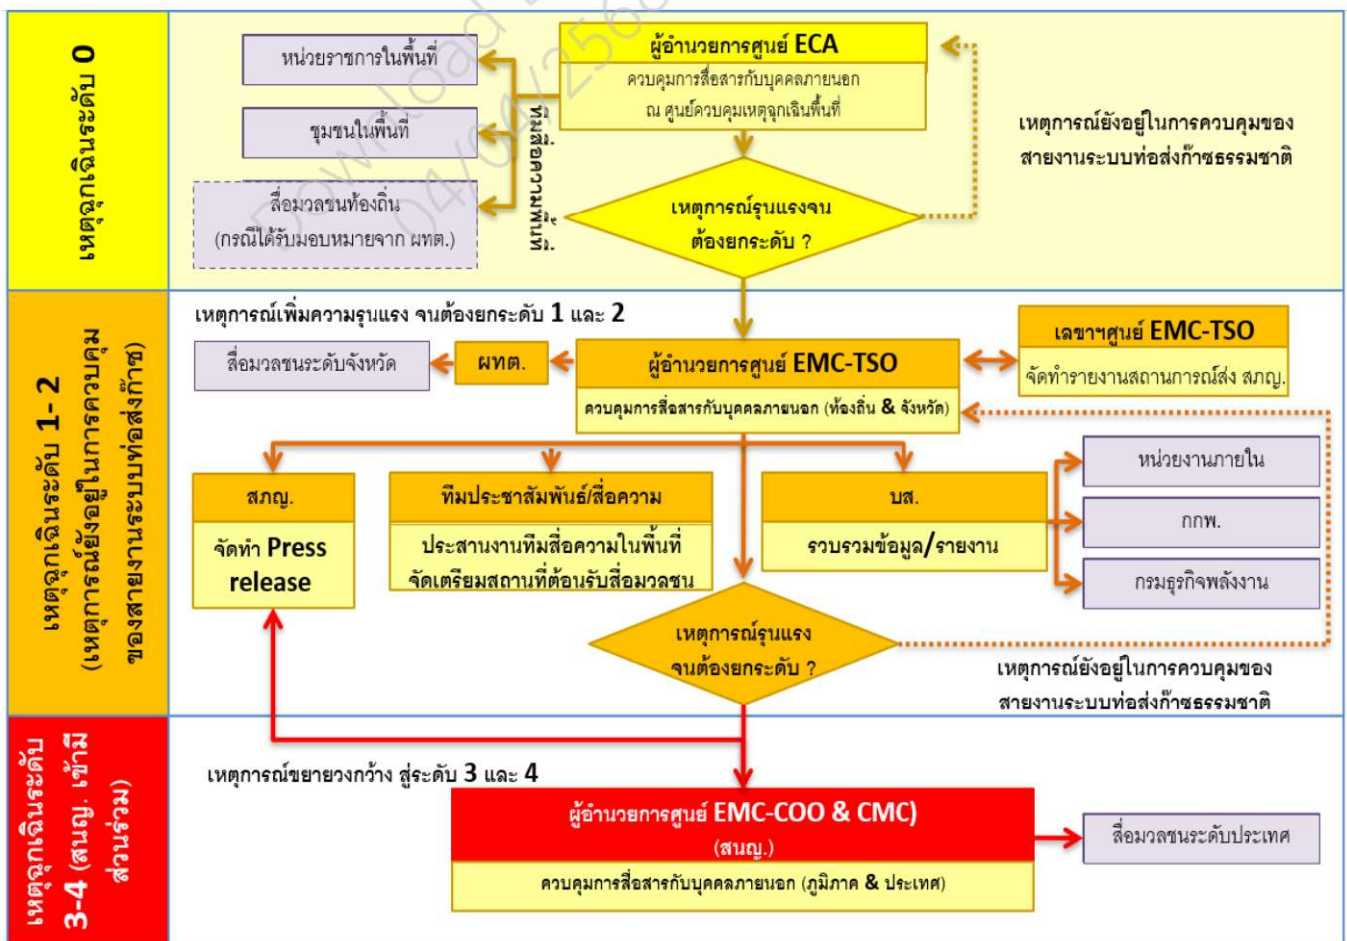 เหตุฉุกเฉินระดับ 0
ผู้อำนวยการศูนย์ ECA
ควบคุมการสื่อสารกับบุคคลภายนอก
ณ ศูนย์ควบคุมเหตุฉุกเฉินพื้นที่
หน่วยราชการในพื้นที่
ชุมชนในพื้นที่
สื่อมวลชนท้องถิ่น
(กรณีได้รับมอบหมายจาก ผทต.)
ทีมสื่อความพื้นที่
เหตุการณ์รุนแรงจน
ต้องยกระดับ ?
เหตุการณ์ยังอยู่ในการควบคุมของ
สายงานระบบท่อส่งก๊าซธรรมชาติ
Download
04/04/256
เหตุฉุกเฉินระดับ 1- 2
(เหตุการณ์ยังอยู่ในการควบคุม
ของสายงานระบบท่อส่งก๊าซ)
เหตุการณ์เพิ่มความรุนแรง จนต้องยกระดับ 1 และ 2
สื่อมวลชนระดับจังหวัด
ผทต.
ผู้อำนวยการศูนย์ EMC-TSO
ควบคุมการสื่อสารกับบุคคลภายนอก (ท้องถิ่น & จังหวัด)
เลขาฯศูนย์ EMC-TSO
จัดทำรายงานสถานการณ์ส่ง สภญ.
สภญ.
จัดทำ Press
release
ทีมประชาสัมพันธ์/สื่อความ
ประสานงานทีมสื่อความในพื้นที่
จัดเตรียมสถานที่ต้อนรับสื่อมวลชน
บส.
รวบรวมข้อมูล/รายงาน
หน่วยงานภายใน
กกพ.
กรมธุรกิจพลังงาน
เหตุการณ์รุนแรง
จนต้องยกระดับ ?
เหตุการณ์ยังอยู่ในการควบคุมของ
สายงานระบบท่อส่งก๊าซธรรมชาติ
เหตุฉุกเฉินระดับ
3-4 (สนญ. เข้ามี
ส่วนร่วม)
เหตุการณ์ขยายวงกว้าง สู่ระดับ 3 และ 4
ผู้อำนวยการศูนย์ EMC-COO & CMC)
(สนญ.)
ควบคุมการสื่อสารกับบุคคลภายนอก (ภูมิภาค & ประเทศ)
สื่อมวลชนระดับประเทศ